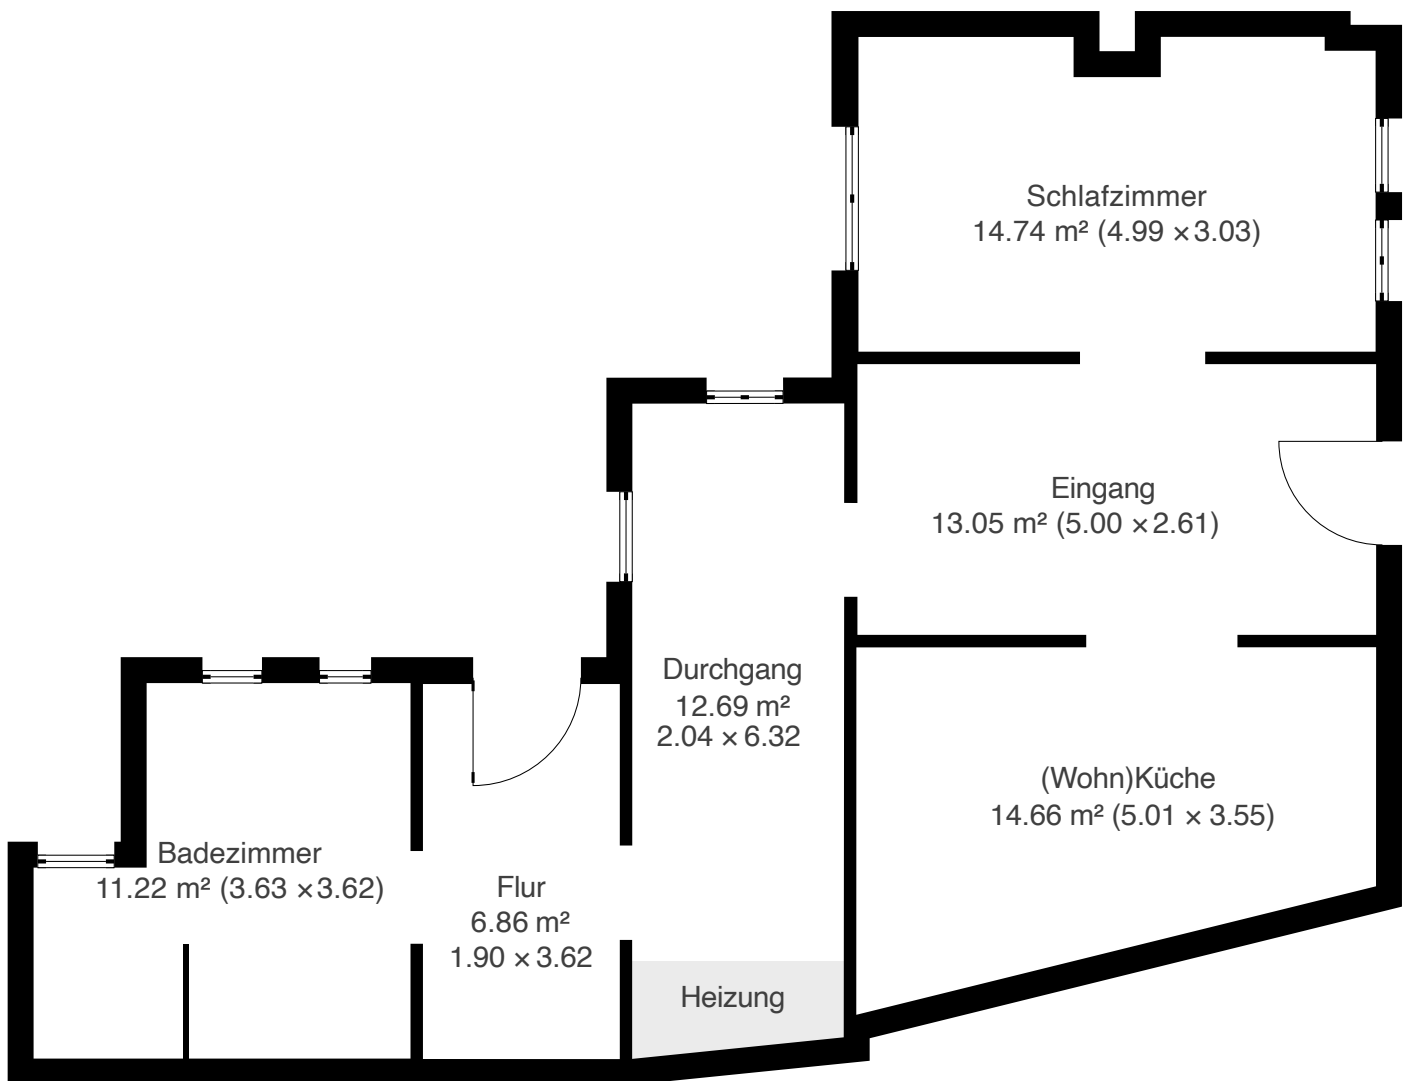 Schlafzimmer
14.74 m² (4.99 × 3.03)
Eingang
13.05 m² (5.00 × 2.61)
Durchgang
12.69 m²
2.04 × 6.32
(Wohn)Küche
14.66 m² (5.01 × 3.55)
Badezimmer
11.22 m² (3.63 × 3.62)
Flur
6.86 m²
1.90 × 3.62
Heizung